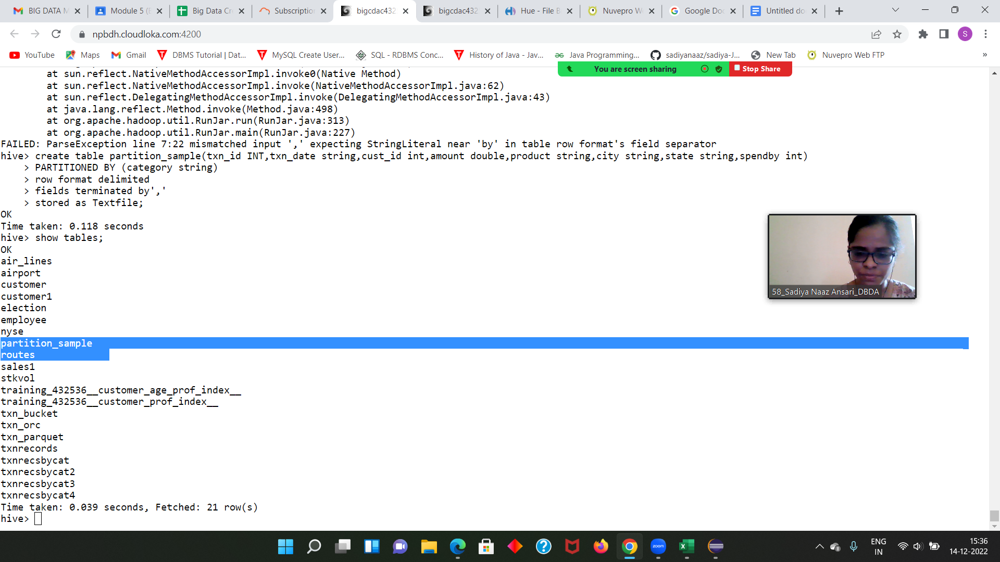 BIG DATA M
Module 5 (E
Big Data Cr
Subscription
bigcdac432
bigcdac432
Hue - File B
Nuvepro W
Google Doc
Untitled do
npbdh.cloudloka.com:4200
S
YouTube
Maps
Gmail
DBMS Tutorial | Dat...
MySQL Create User...
SQL - RDBMS Conc...
History of Java - Jav...
Java Programming...
sadiyanaaz/sadiya-J...
New Tab
Nuvepro Web FTP
»
You are screen sharing
Stop Share
at sun.reflect.NativeMethodAccessorImpl.invoke0(Native Method)
at sun.reflect.NativeMethodAccessorImpl.invoke(NativeMethodAccessorImpl.java:62)
at sun.reflect.DelegatingMethodAccessorImpl.invoke(DelegatingMethodAccessorImpl.java:43)
at java.lang.reflect.Method.invoke(Method.java:498)
at org.apache.hadoop.util.RunJar.run(RunJar.java:313)
at org.apache.hadoop.util.RunJar.main(RunJar.java:227)
FAILED: ParseException line 7:22 mismatched input ',' expecting StringLiteral near 'by' in table row format's field separator
hive> create table partition_sample(txn_id INT,txn_date string,cust_id int,amount double,product string,city string,state string,spendby int)
> PARTITIONED BY (category string)
> row format delimited
> fields terminated by','
> stored as Textfile;
OK
Time taken: 0.118 seconds
hive> show tables;
OK
air_lines
airport
customer
customer1
election
employee
nyse
partition_sample
routes
sales1
stkvol
training_432536__customer_age_prof_index__
training_432536__customer_prof_index__
txn_bucket
txn_orc
txn_parquet
txnrecords
txnrecsbycat
txnrecsbycat2
txnrecsbycat3
txnrecsbycat4
Time taken: 0.039 seconds, Fetched: 21 row(s)
hive>
58_Sadiya Naaz Ansari_DBDA
zoom
ENG
IN
15:36
14-12-2022